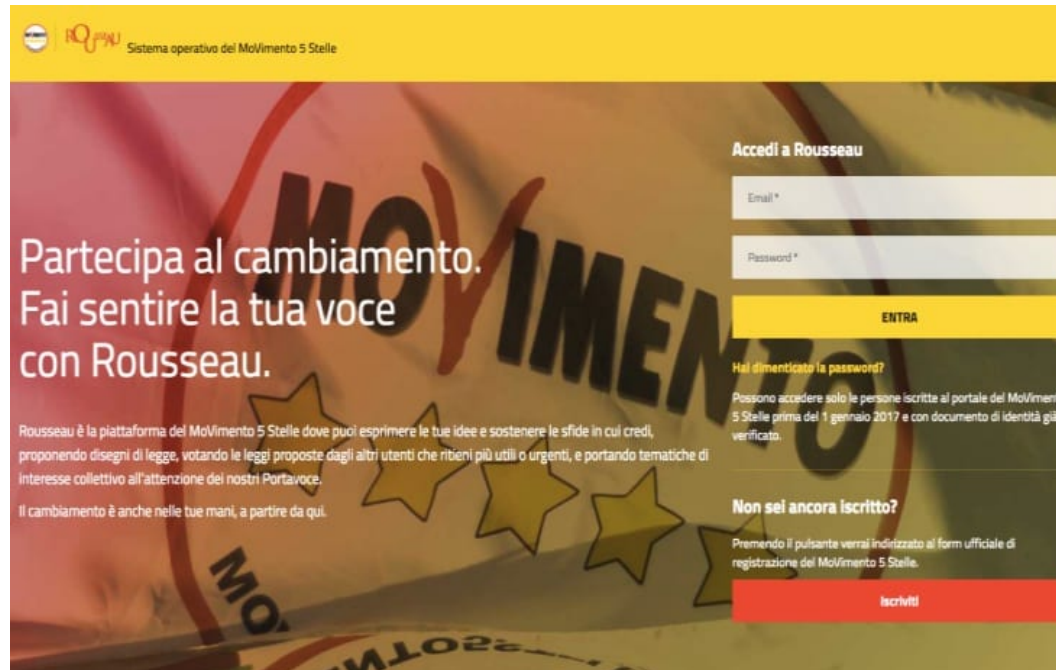 ROUSSEAU
Sistema operativo del MoVimento 5 Stelle
Partecipa al cambiamento.
Fai sentire la tua voce
con Rousseau.
Rousseau è la piattaforma del MoVimento 5 Stelle dove puoi esprimere le tue idee e sostenere le sfide in cui credi,
proponendo disegni di legge, votando le leggi proposte dagli altri utenti che ritieni più utili o urgenti, e portando tematiche di
interesse collettivo all'attenzione dei nostri Portavoce.
Il cambiamento è anche nelle tue mani, a partire da qui.
MOVIMENTO
Accedi a Rousseau
Email *
Password *
ENTRA
Hai dimenticato la password?
Possono accedere solo le persone iscritte al portale del MoViment
5 Stelle prima del 1 gennaio 2017 e con documento di identità già
verificato.
Non sei ancora iscritto?
Premendo il pulsante verrai indirizzato al form ufficiale di
registrazione del MoVimento 5 Stelle.
Iscriviti